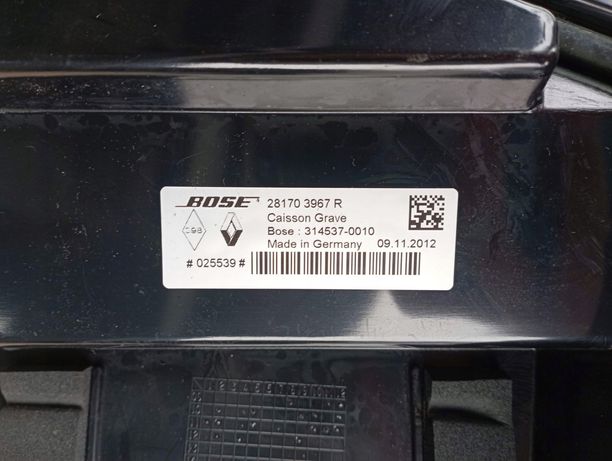 BOSE 28170 3967 R
Caisson Grave
Bose : 314537-0010
Made in Germany 09.11.2012
# 025539 #